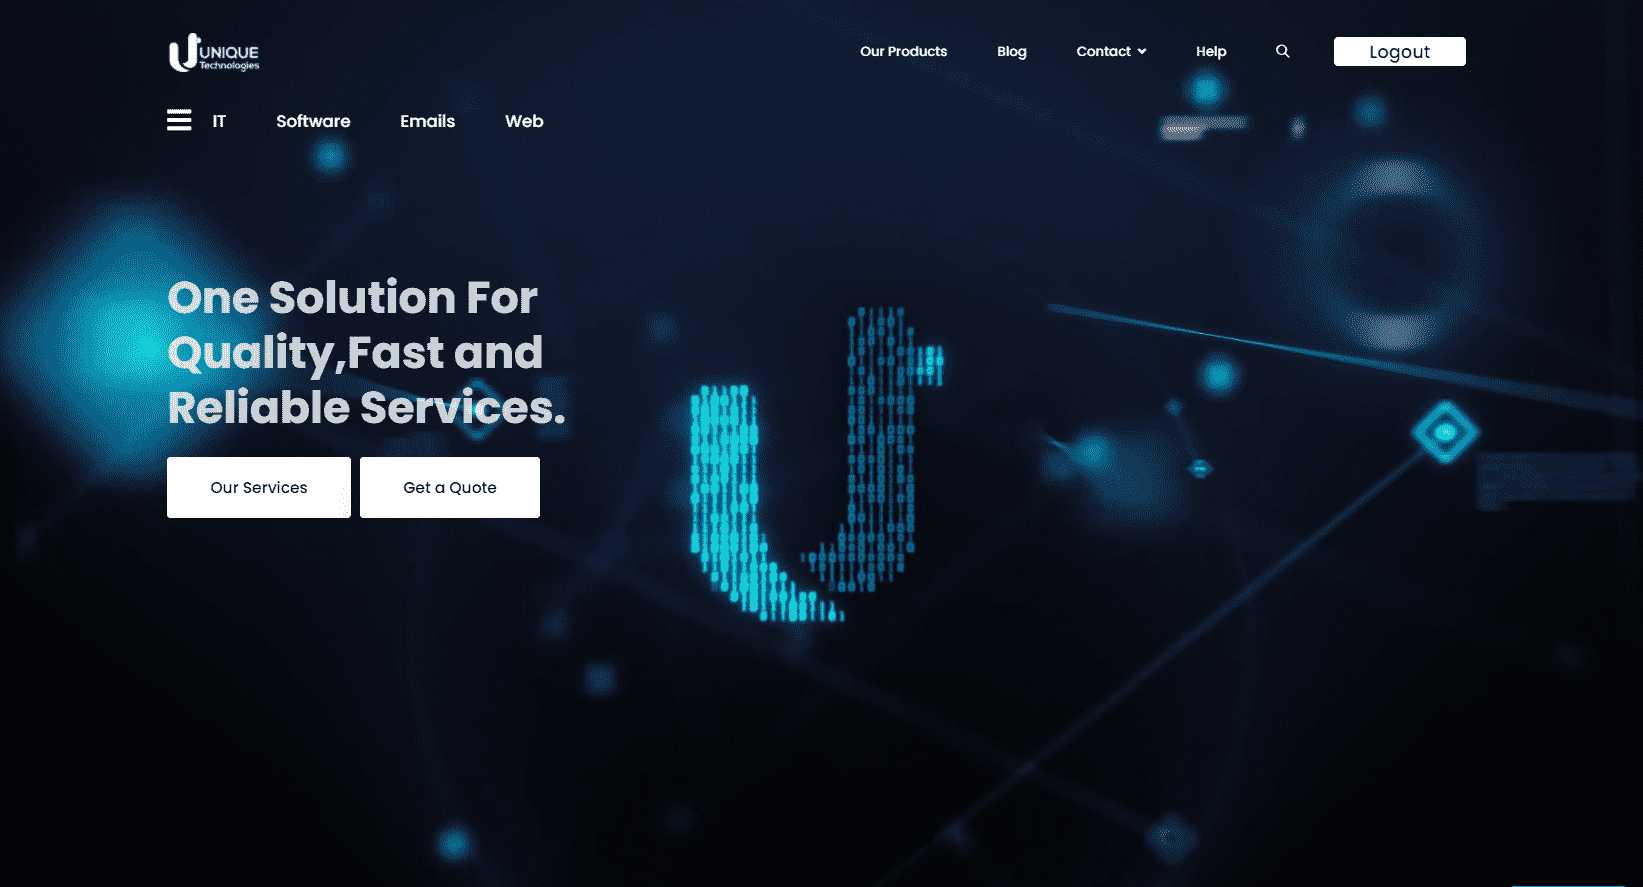 UNIQUE
Technologies
Our Products Blog Contact Help Logout
IT Software Emails Web
One Solution For
Quality,Fast and
Reliable Services.
Our Services Get a Quote